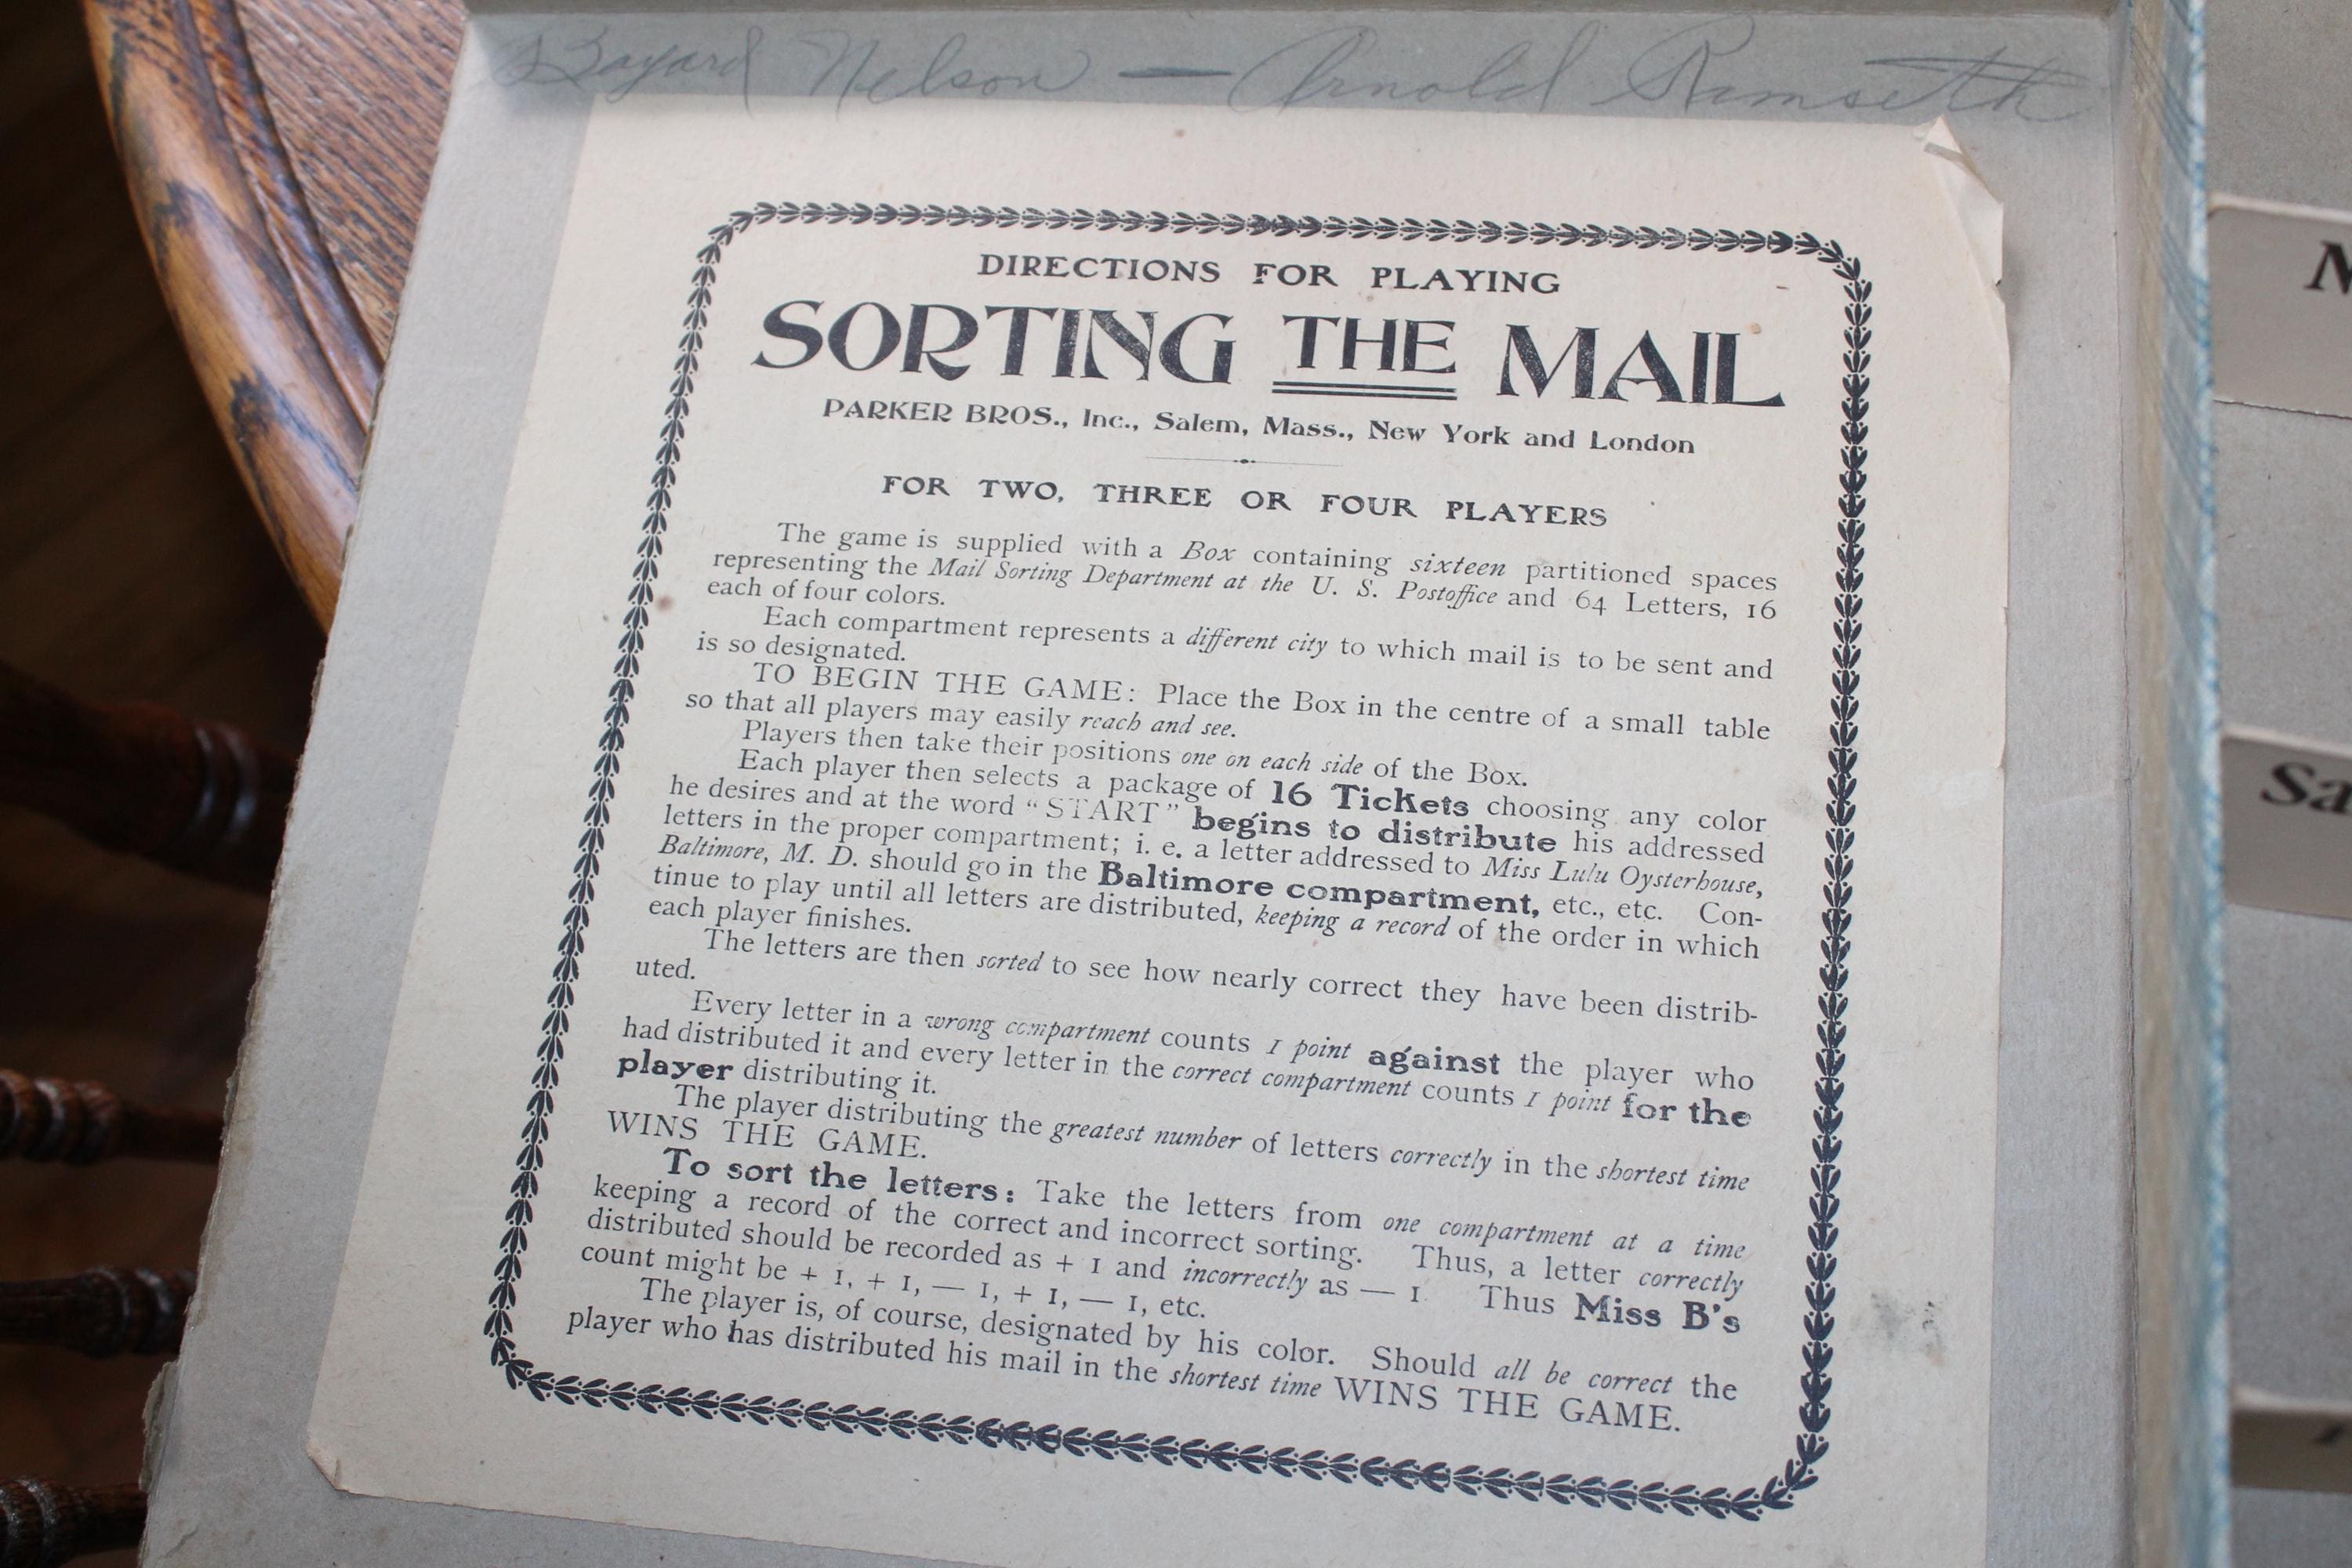 Bayard Nelson — Arnold Ramseth
DIRECTIONS FOR PLAYING
SORTING THE MAIL
PARKER BROS., Inc., Salem, Mass., New York and London
FOR TWO, THREE OR FOUR PLAYERS
The game is supplied with a Box containing sixteen partitioned spaces
representing the Mail Sorting Department at the U. S. Postoffice and 64 Letters, 16
each of four colors.
Each compartment represents a different city to which mail is to be sent and
is so designated.
TO BEGIN THE GAME: Place the Box in the centre of a small table
so that all players may easily reach and see.
Players then take their positions one on each side of the Box.
Each player then selects a package of 16 Tickets choosing any color
he desires and at the word "START" begins to distribute his addressed
letters in the proper compartment; i. e. a letter addressed to Miss Lulu Oysterhouse,
Baltimore, M. D. should go in the Baltimore compartment, etc., etc. Con-
tinue to play until all letters are distributed, keeping a record of the order in which
each player finishes.
The letters are then sorted to see how nearly correct they have been distrib-
uted.
Every letter in a wrong compartment counts 1 point against the player who
had distributed it and every letter in the correct compartment counts 1 point for the
player distributing it.
The player distributing the greatest number of letters correctly in the shortest time
WINS THE GAME.
To sort the letters: Take the letters from one compartment at a time
keeping a record of the correct and incorrect sorting. Thus, a letter correctly
distributed should be recorded as + 1 and incorrectly as — 1 Thus Miss B's
count might be + 1, + 1, — 1, + 1, — 1, etc.
The player is, of course, designated by his color. Should all be correct the
player who has distributed his mail in the shortest time WINS THE GAME.
Sa